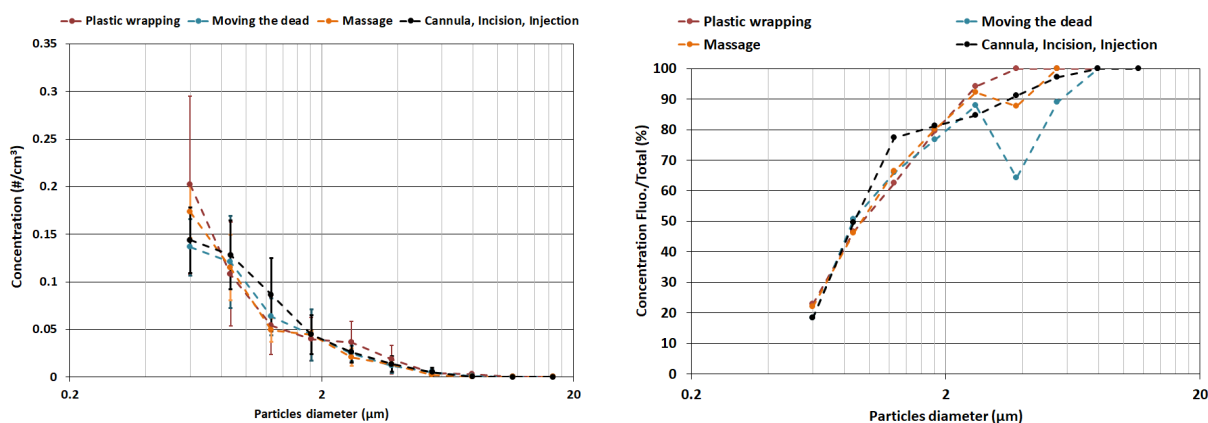 Plastic wrapping Moving the dead Massage Cannula, Incision, Injection
0.35
0.3
0.25
0.2
0.15
0.1
0.05
0
Concentration (#/cm³)
0.2 2 20
Particles diameter (µm)
Plastic wrapping Moving the dead
Massage Cannula, Incision, Injection
100
90
80
70
60
50
40
30
20
10
0
Concentration Fluo./Total (%)
0.2 2 20
Particles diameter (µm)